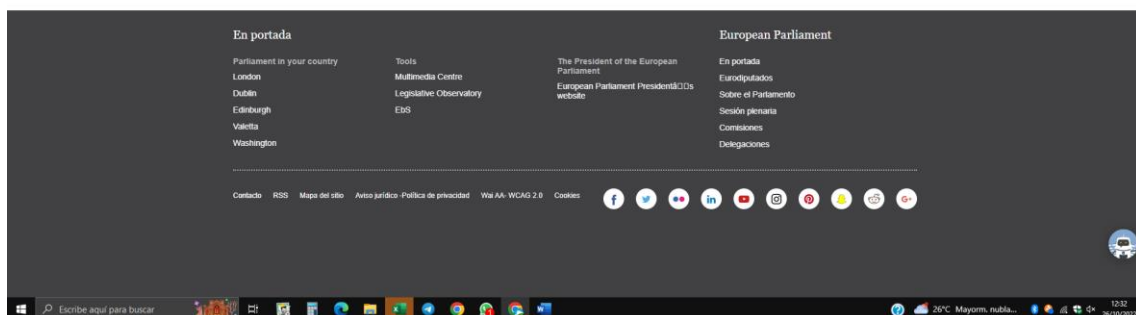 En portada
Parliament in your country
London
Dublin
Edinburgh
Valetta
Washington
Tools
Multimedia Centre
Legislative Observatory
EbS
The President of the European
Parliament
European Parliament Presidentâ□□s
website
European Parliament
En portada
Eurodiputados
Sobre el Parlamento
Sesión plenaria
Comisiones
Delegaciones
Contacto RSS Mapa del sitio Aviso jurídico -Política de privacidad Wai AA- WCAG 2.0 Cookies
Escribe aquí para buscar
26°C Mayorm. nubla...
12:32